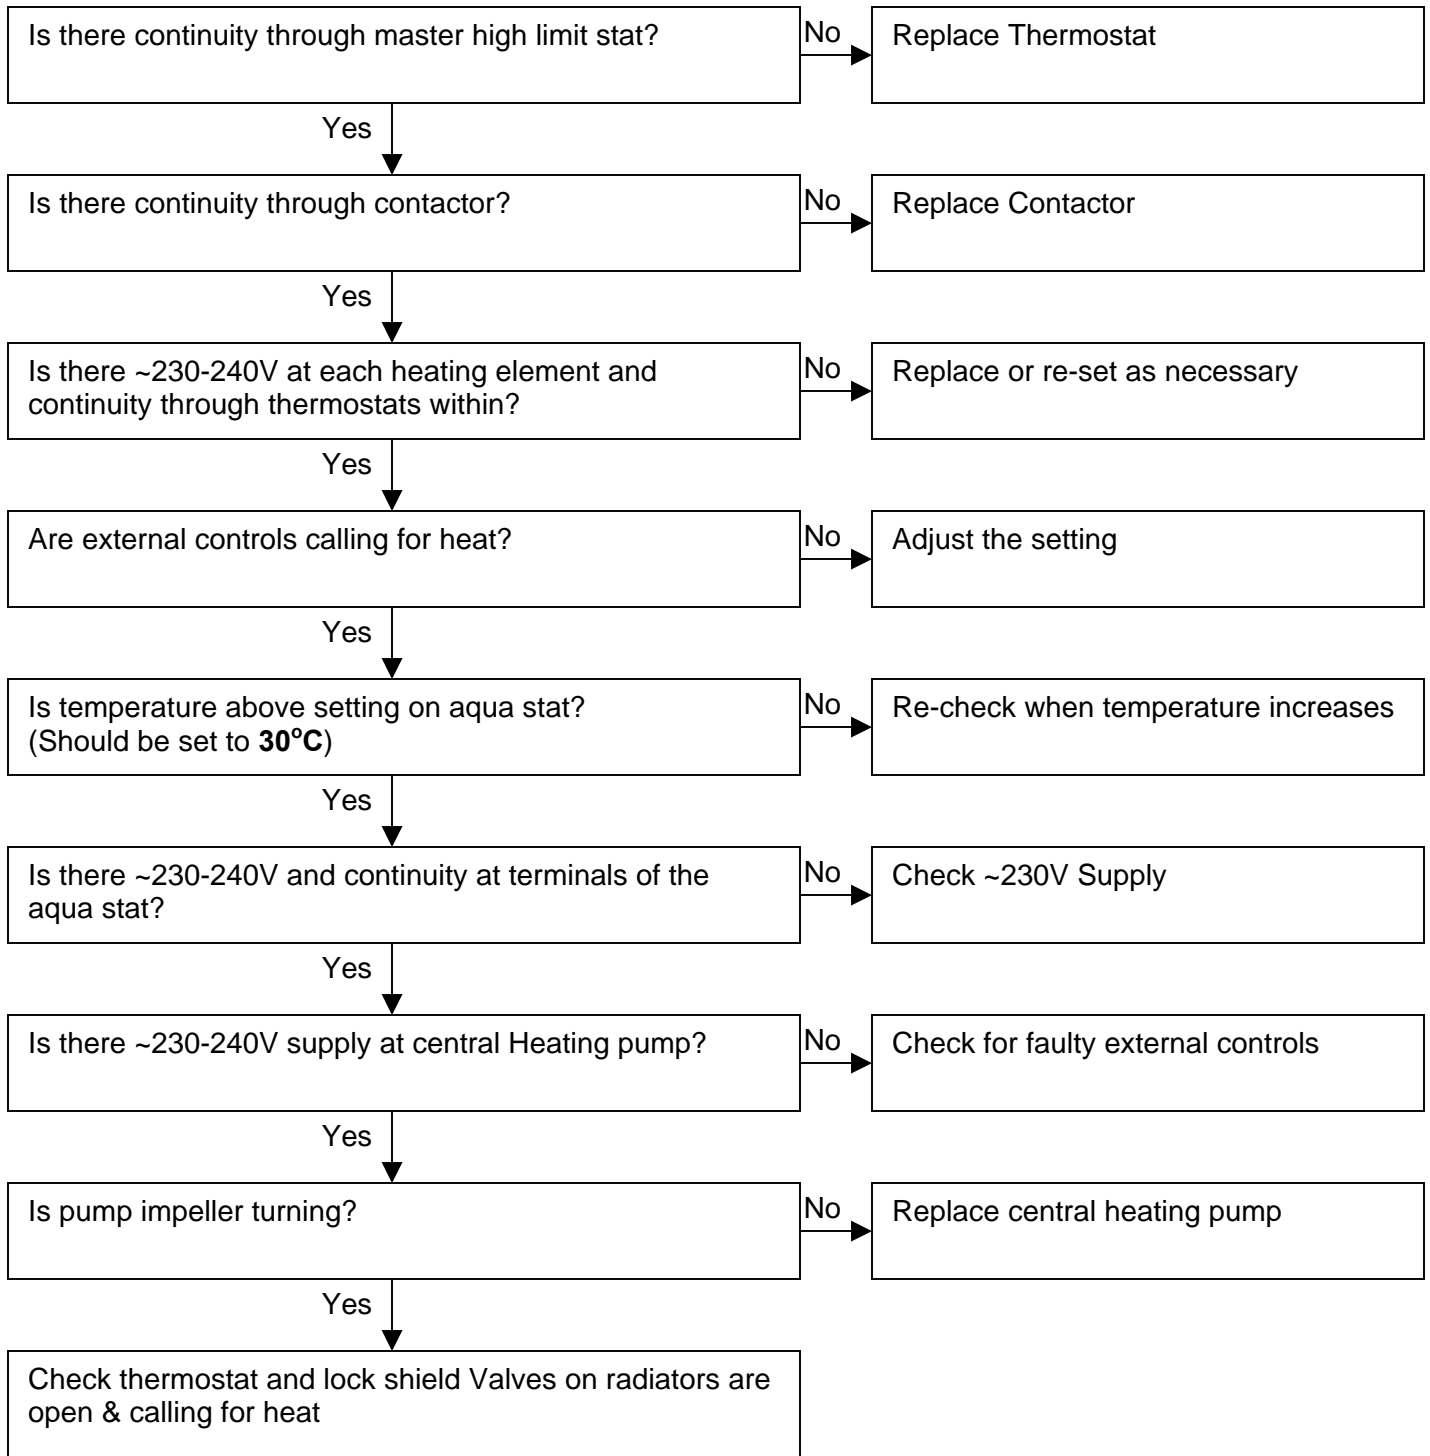 Is there continuity through master high limit stat?
No
Replace Thermostat
Yes
Is there continuity through contactor?
No
Replace Contactor
Yes
Is there ~230-240V at each heating element and
continuity through thermostats within?
No
Replace or re-set as necessary
Yes
Are external controls calling for heat?
No
Adjust the setting
Yes
Is temperature above setting on aqua stat?
(Should be set to 30°C)
No
Re-check when temperature increases
Yes
Is there ~230-240V and continuity at terminals of the
aqua stat?
No
Check ~230V Supply
Yes
Is there ~230-240V supply at central Heating pump?
No
Check for faulty external controls
Yes
Is pump impeller turning?
No
Replace central heating pump
Yes
Check thermostat and lock shield Valves on radiators are
open & calling for heat